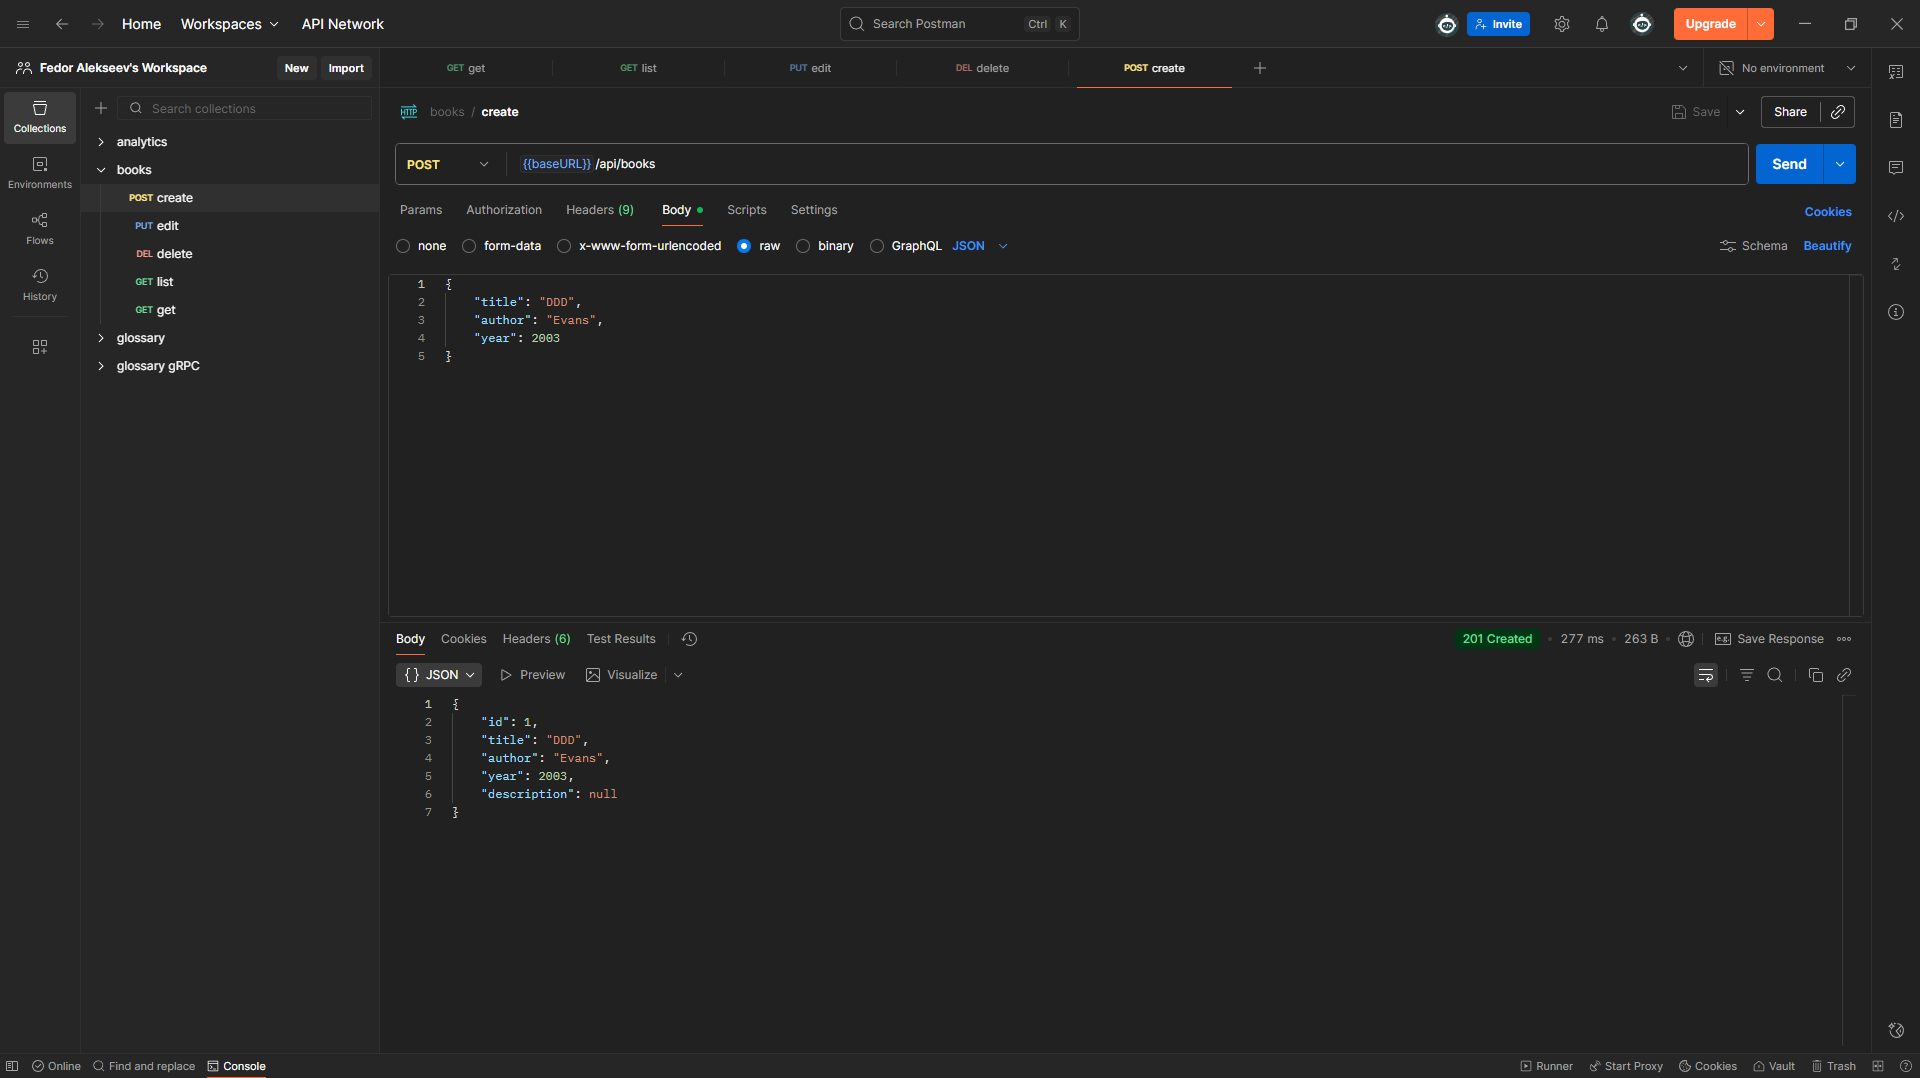 Home Workspaces API Network Search Postman Ctrl K Invite Upgrade
Fedor Alekseev's Workspace New Import GET get GET list PUT edit DEL delete POST create No environment
Collections
Environments
Flows
History
Search collections
analytics
books
POST create
PUT edit
DEL delete
GET list
GET get
glossary
glossary gRPC
HTTP books / create Save Share
POST {{baseURL}} /api/books Send
Params Authorization Headers (9) Body Scripts Settings Cookies
none form-data x-www-form-urlencoded raw binary GraphQL JSON Schema Beautify
1 {
2 "title": "DDD",
3 "author": "Evans",
4 "year": 2003
5 }
Body Cookies Headers (6) Test Results 201 Created 277 ms 263 B e.g. Save Response
{} JSON Preview Visualize
1 {
2 "id": 1,
3 "title": "DDD",
4 "author": "Evans",
5 "year": 2003,
6 "description": null
7 }
Online Find and replace Console Runner Start Proxy Cookies Vault Trash